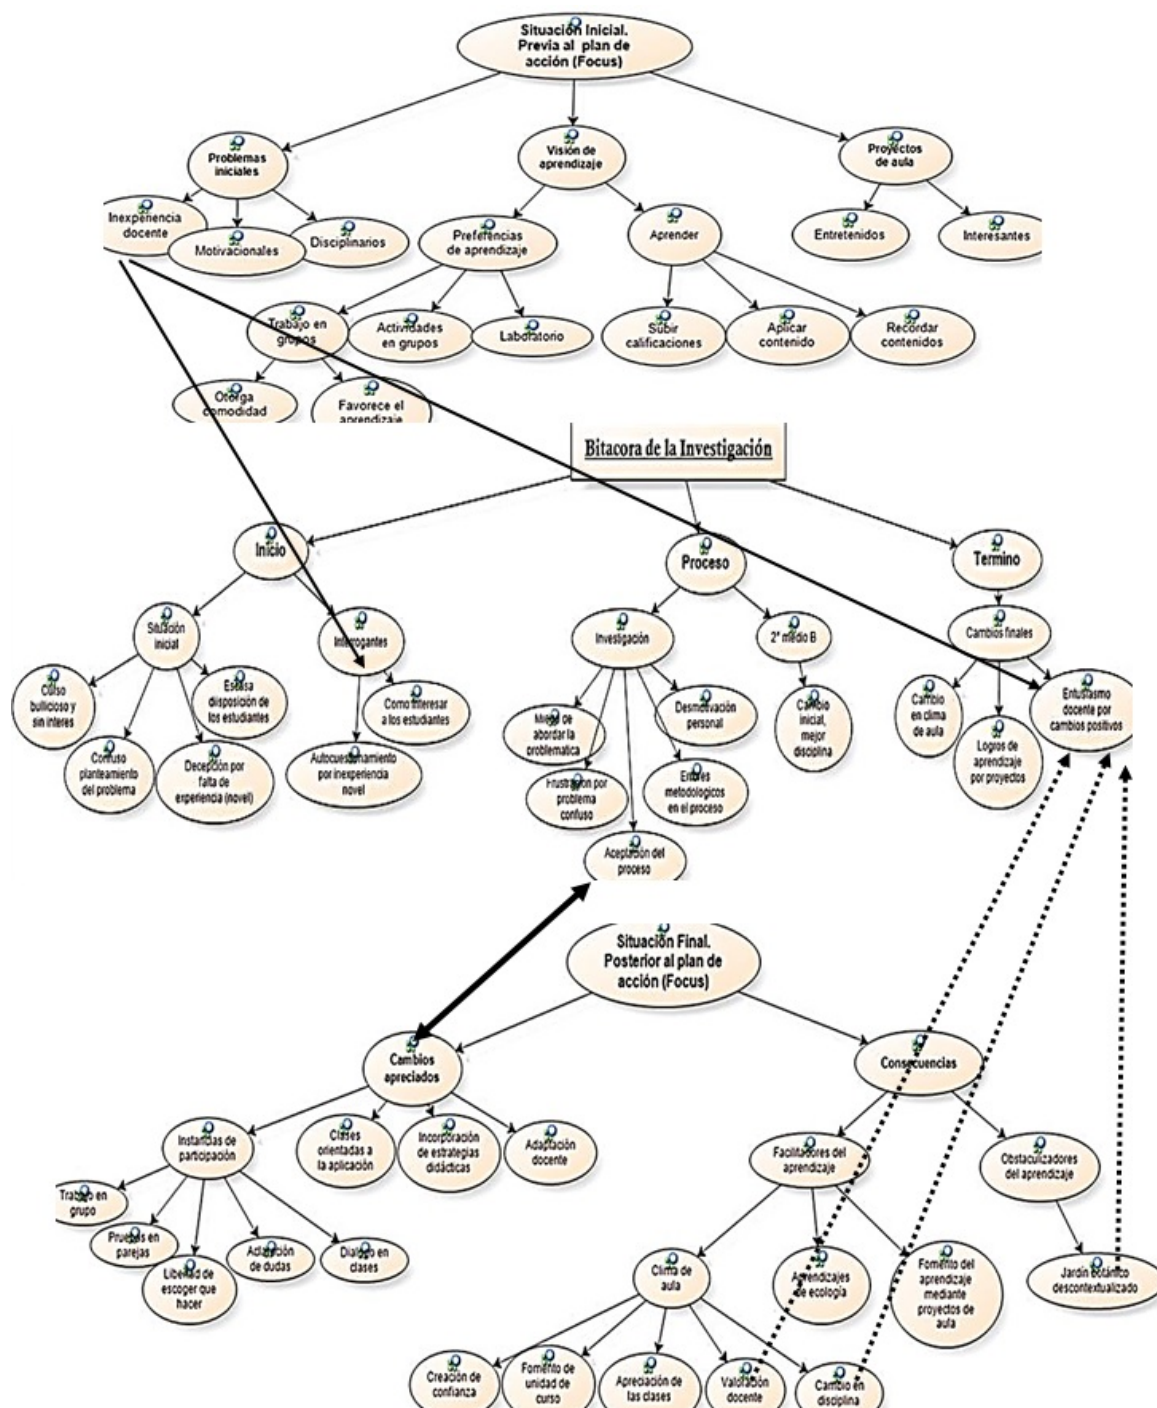 Situación Inicial.
Previa al plan de
acción (Focus)
Problemas
iniciales
Visión de
aprendizaje
Proyectos
de aula
Inexperiencia
docente
Motivacionales
Disciplinarios
Preferencias
de aprendizaje
Aprender
Entretenidos
Interesantes
Trabajo en
grupos
Actividades
en grupos
Laboratorio
Subir
calificaciones
Aplicar
contenido
Recordar
contenidos
Otorga
comodidad
Favorece el
aprendizaje
Bitacora de la Investigación
Inicio
Proceso
Termino
Situación
inicial
Interrogantes
Investigación
2° medio B
Cambios finales
Curso
bullicioso y
sin interes
Escasa
disposición de
los estudiantes
Confuso
planteamiento
del problema
Decepción por
falta de
experiencia (novel)
Como interesar
a los estudiantes
Autocuestionamiento
por inexperiencia
novel
Miedo de
abordar la
problematica
Frustración por
problema
confuso
Aceptación del
proceso
Errores
metodologicos
en el proceso
Desmotivación
personal
Cambio
inicial, mejor
disciplina
Cambio
en clima
de aula
Logros de
aprendizaje
por proyectos
Entusiasmo
docente por
cambios positivos
Situación Final.
Posterior al plan de
acción (Focus)
Cambios
apreciados
Consecuencias
Instancias de
participación
Clases
orientadas a
la aplicación
Incorporación
de estrategias
didácticas
Adaptación
docente
Facilitadores del
aprendizaje
Obstaculizadores
del aprendizaje
Trabajo en
grupo
Pruebas en
parejas
Libertad de
escoger que
hacer
Aclaración
de dudas
Dialogo en
clases
Clima de
aula
Aprendizajes
de ecología
Fomento del
aprendizaje
mediante
proyectos de
aula
Jardín botánico
descontextualizado
Creación de
confianza
Fomento de
unidad de
curso
Apreciación de
las clases
Valoración
docente
Cambio en
disciplina